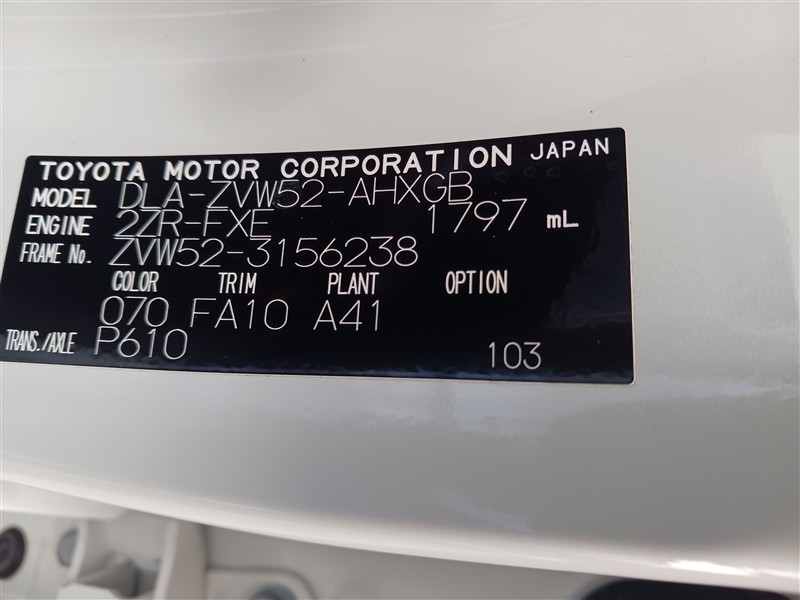 TOYOTA MOTOR CORPORATION JAPAN
MODEL DLA-ZVW52-AHXGB
ENGINE 2ZR-FXE 1797 mL
FRAME No. ZVW52-3156238
COLOR TRIM PLANT OPTION
070 FA10 A41
TRANS./AXLE P610 103